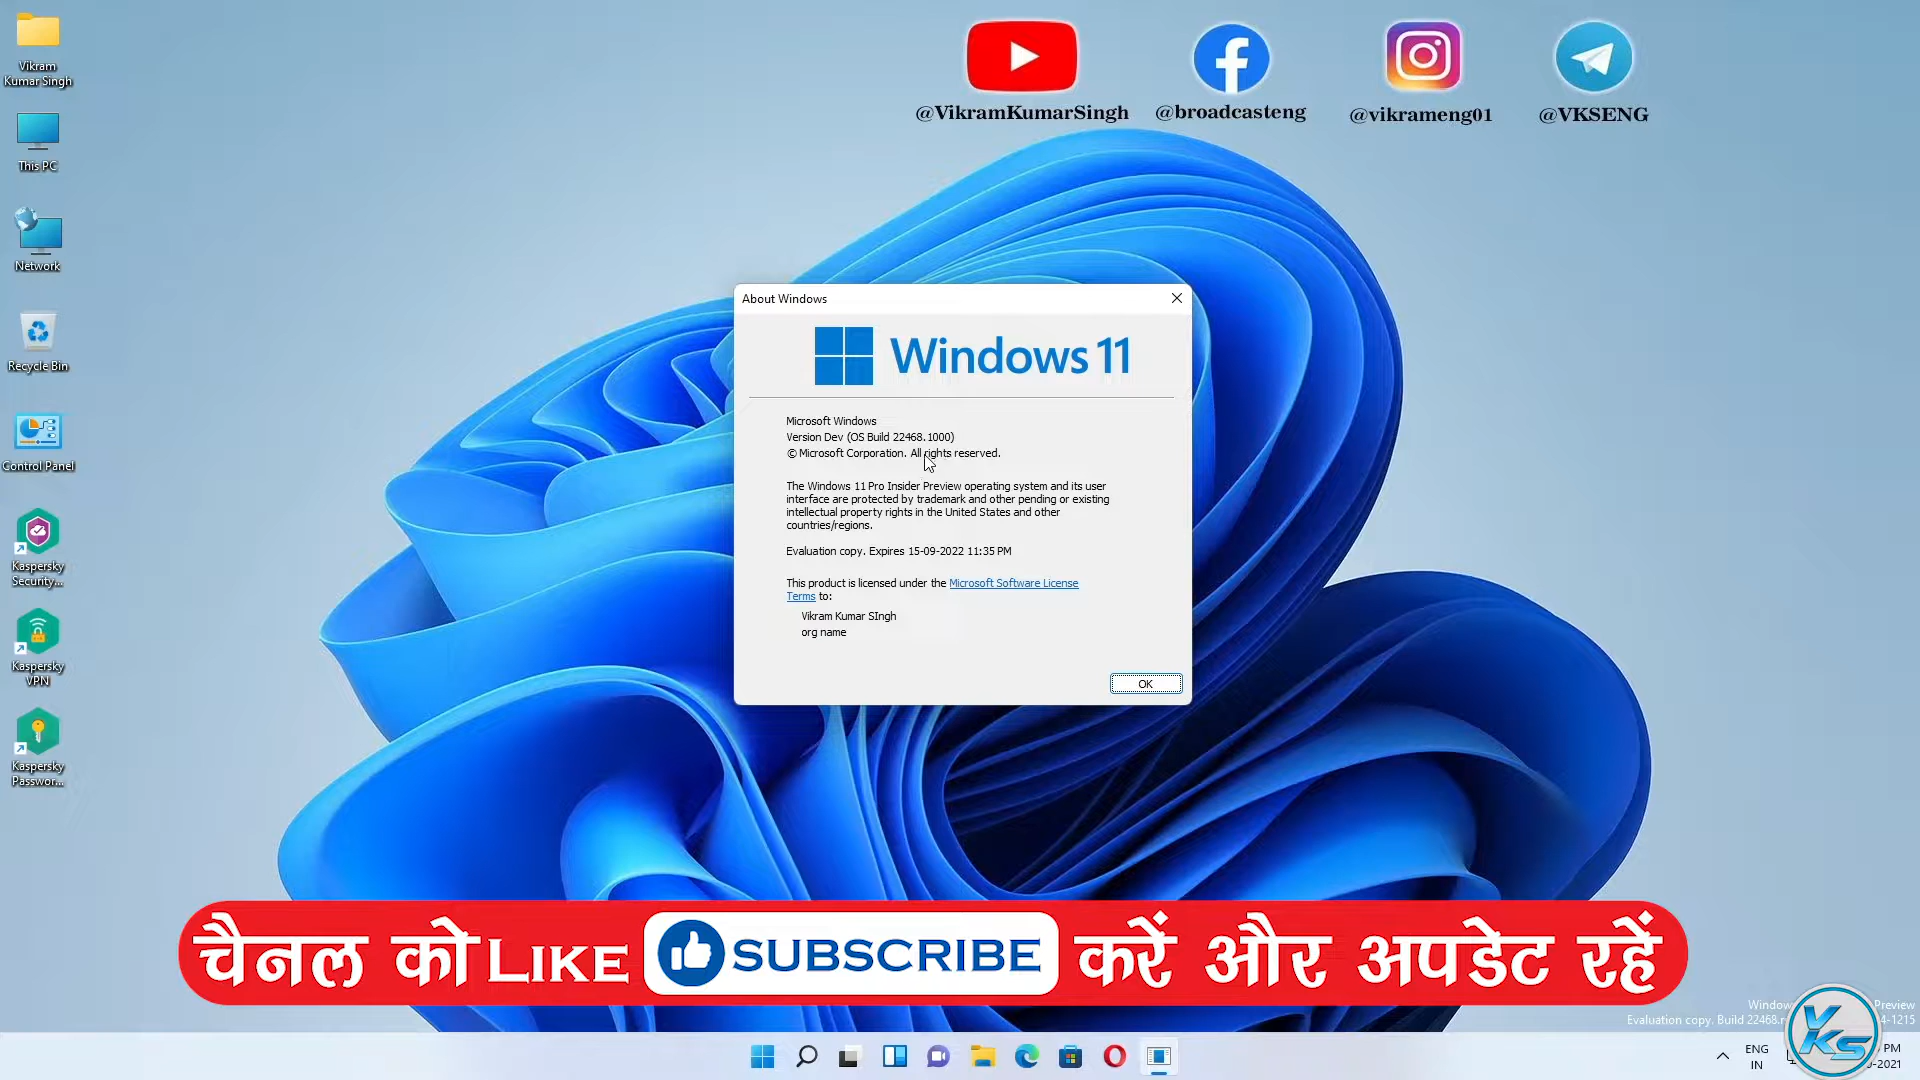 @VikramKumarSingh @broadcasteng @vikrameng01 @VKSENG
Vikram
Kumar Singh
This PC
Network
Recycle Bin
Control Panel
Kaspersky
Security...
Kaspersky
VPN
Kaspersky
Passwor...
About Windows
Windows 11
Microsoft Windows
Version Dev (OS Build 22468.1000)
© Microsoft Corporation. All rights reserved.
The Windows 11 Pro Insider Preview operating system and its user
interface are protected by trademark and other pending or existing
intellectual property rights in the United States and other
countries/regions.
Evaluation copy. Expires 15-09-2022 11:35 PM
This product is licensed under the Microsoft Software License
Terms to:
Vikram Kumar SIngh
org name
OK
चैनल को LIKE SUBSCRIBE करें और अपडेट रहें
Preview
Evaluation copy. Build 22468.
VKS
ENG
IN
PM